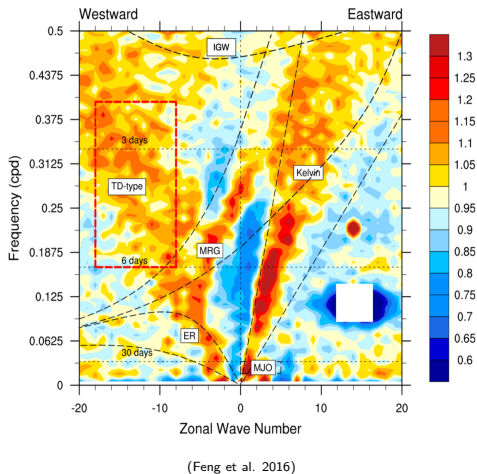 Westward Eastward
0.5
0.4375
0.375
0.3125
0.25
0.1875
0.125
0.0625
0
Frequency (cpd)
IGW
3 days
Kelvin
TD-type
MRG
6 days
ER
30 days
MJO
-20 -10 0 10 20
Zonal Wave Number
1.3
1.25
1.2
1.15
1.1
1.05
1
0.95
0.9
0.85
0.8
0.75
0.7
0.65
0.6
(Feng et al. 2016)